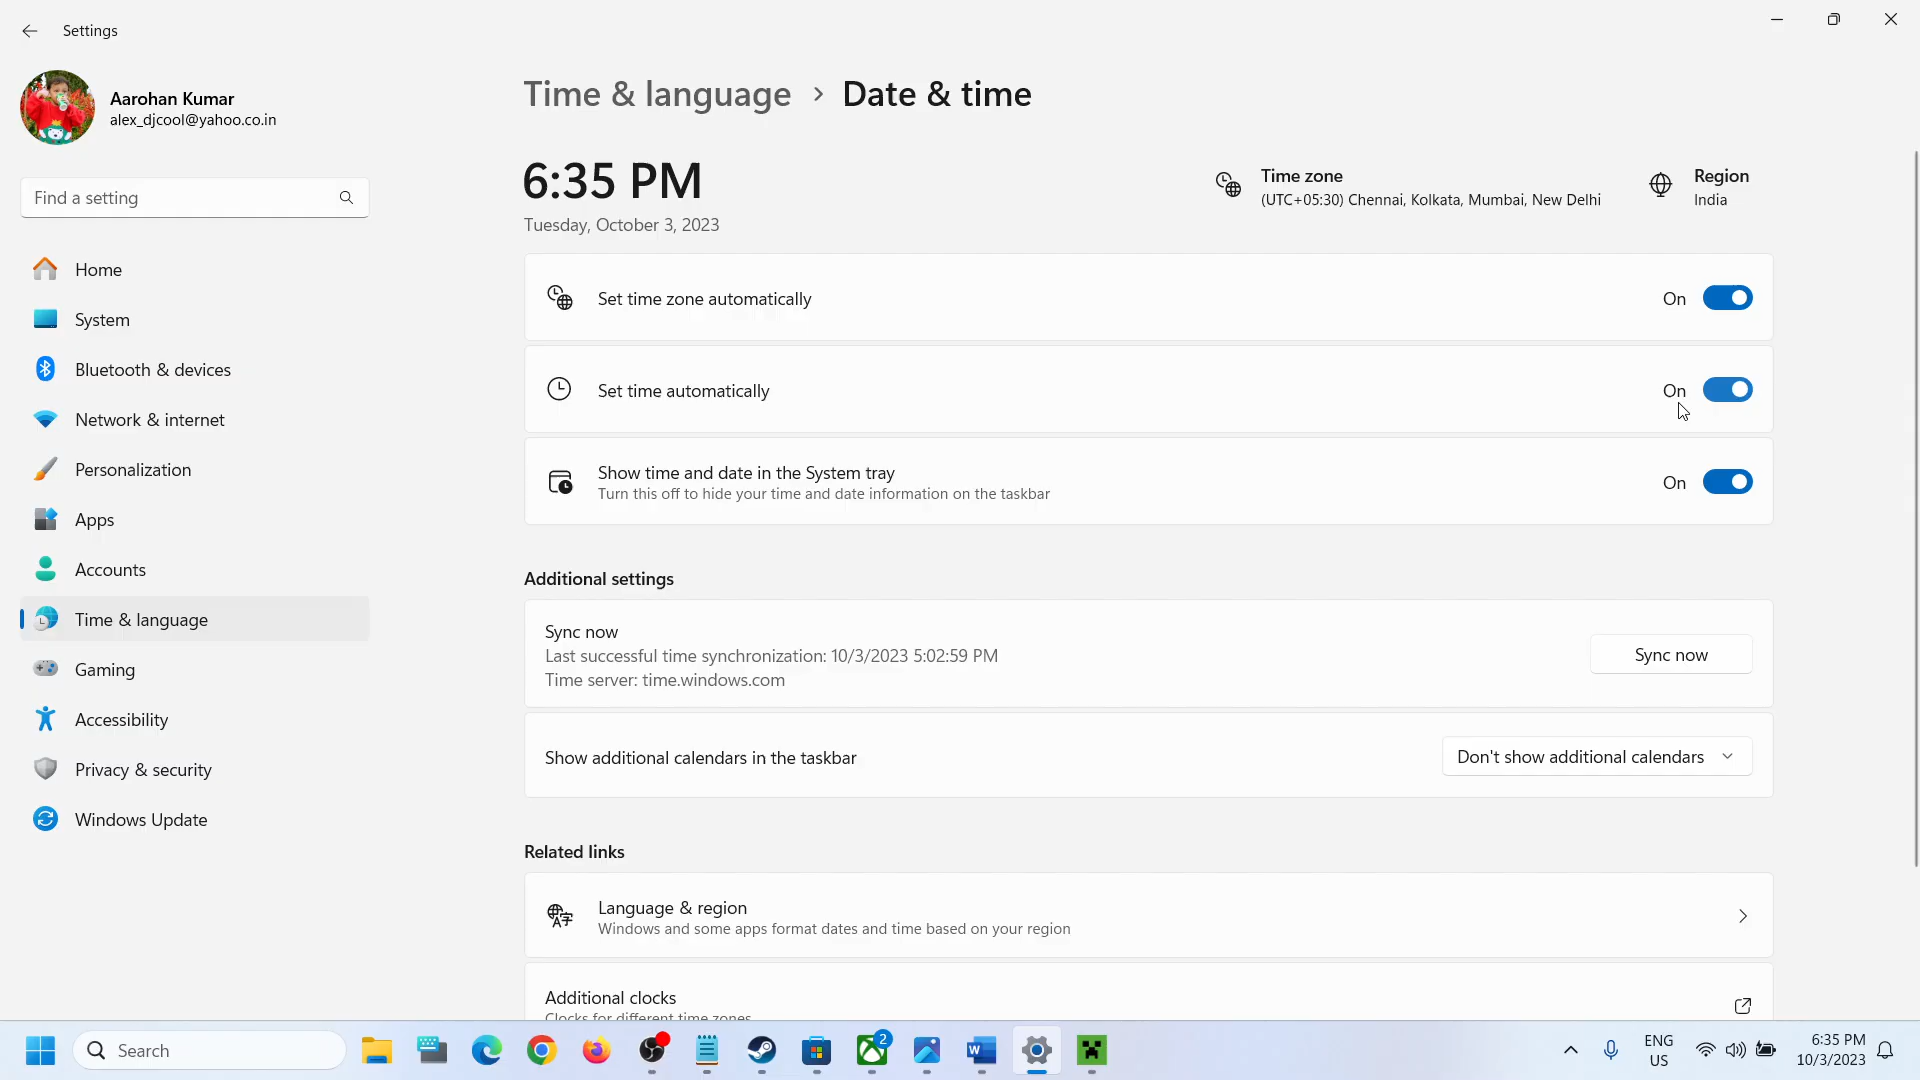 Settings
Aarohan Kumar
alex_djcool@yahoo.co.in
Find a setting
Home
System
Bluetooth & devices
Network & internet
Personalization
Apps
Accounts
Time & language
Gaming
Accessibility
Privacy & security
Windows Update
Time & language > Date & time
6:35 PM
Tuesday, October 3, 2023
Time zone
(UTC+05:30) Chennai, Kolkata, Mumbai, New Delhi
Region
India
Set time zone automatically
On
Set time automatically
On
Show time and date in the System tray
Turn this off to hide your time and date information on the taskbar
On
Additional settings
Sync now
Last successful time synchronization: 10/3/2023 5:02:59 PM
Time server: time.windows.com
Sync now
Show additional calendars in the taskbar
Don't show additional calendars
Related links
Language & region
Windows and some apps format dates and time based on your region
Additional clocks
Clocks for different time zones
Search
2
ENG
US
6:35 PM
10/3/2023